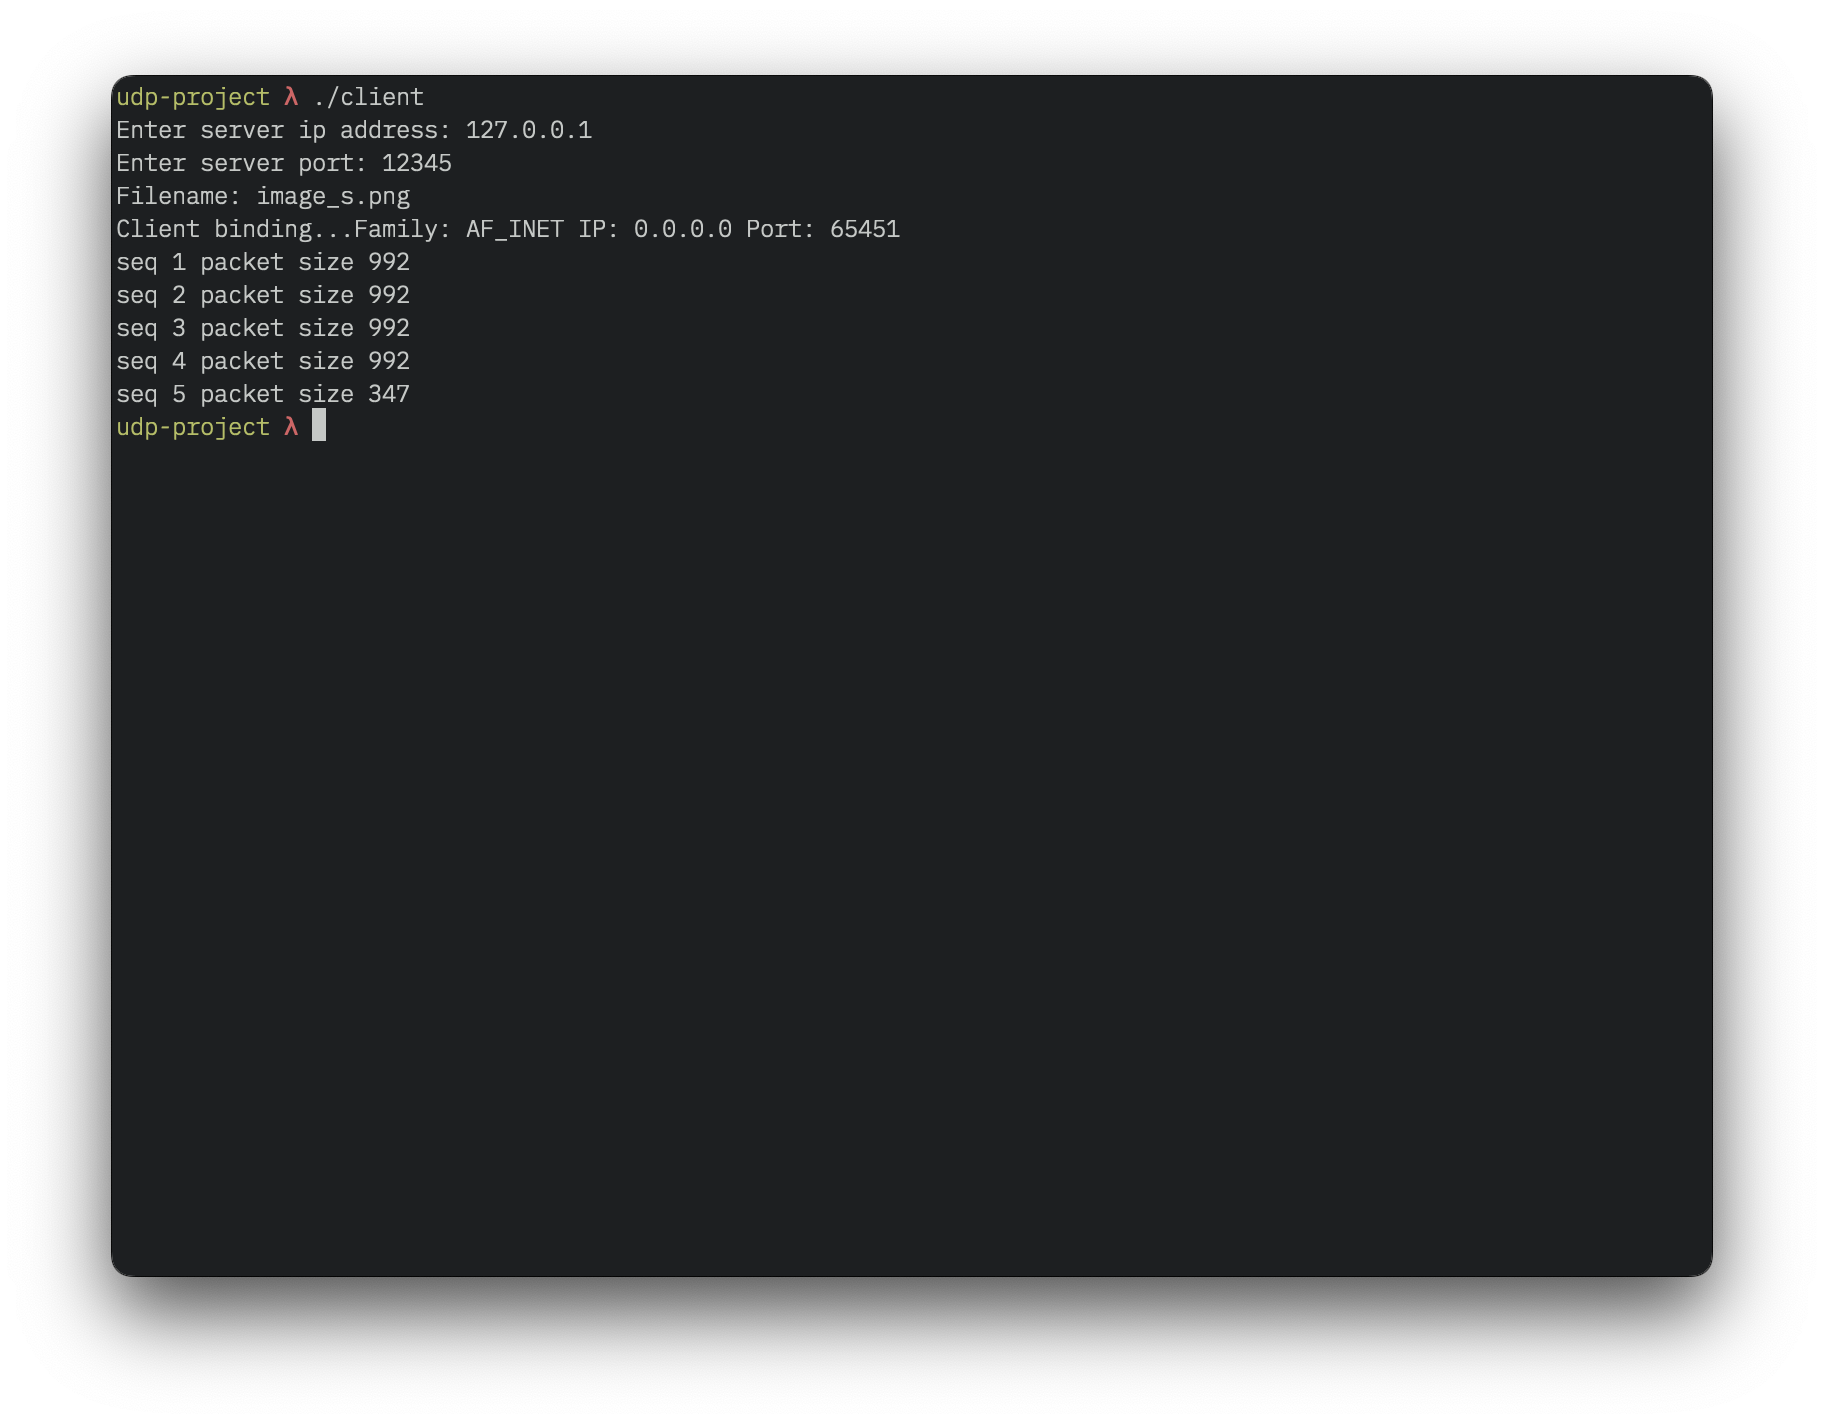 udp-project λ ./client
Enter server ip address: 127.0.0.1
Enter server port: 12345
Filename: image_s.png
Client binding...Family: AF_INET IP: 0.0.0.0 Port: 65451
seq 1 packet size 992
seq 2 packet size 992
seq 3 packet size 992
seq 4 packet size 992
seq 5 packet size 347
udp-project λ